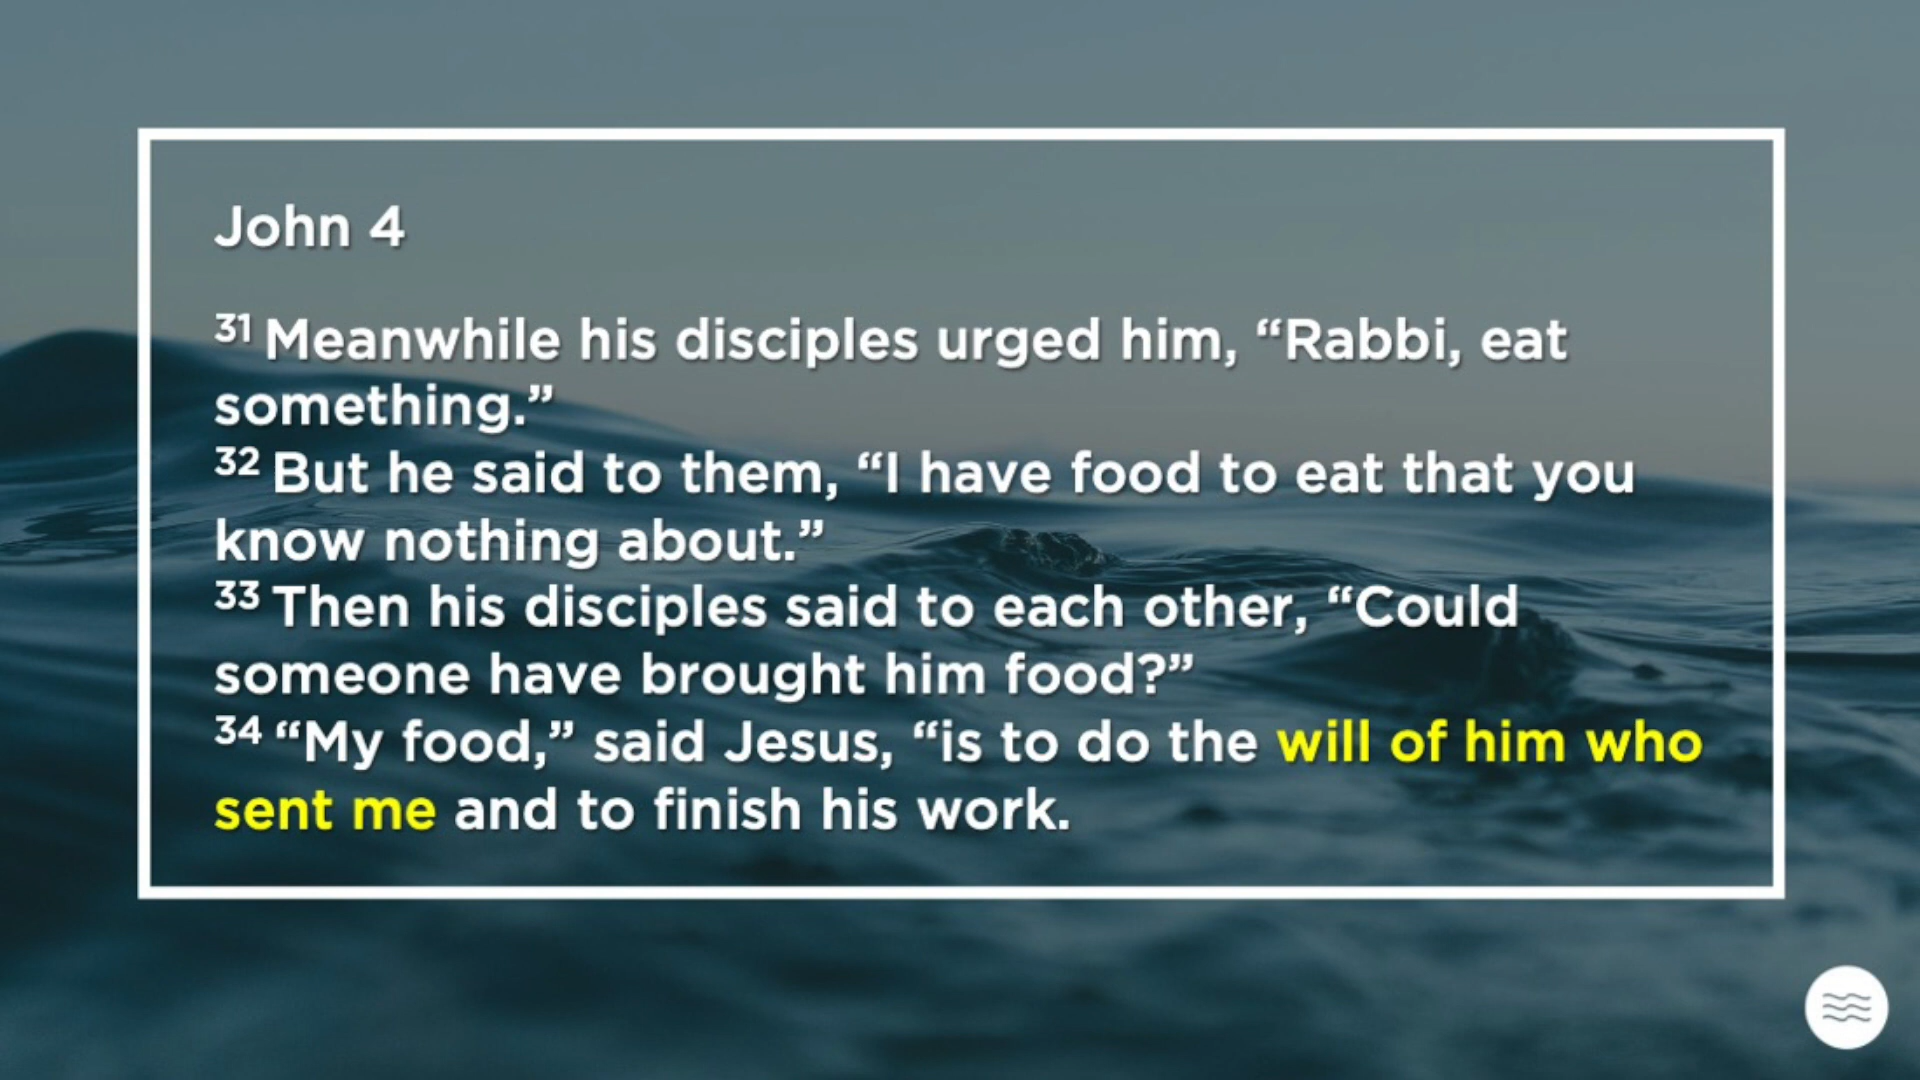 John 4
31 Meanwhile his disciples urged him, “Rabbi, eat
something.”
32 But he said to them, “I have food to eat that you
know nothing about.”
33 Then his disciples said to each other, “Could
someone have brought him food?”
34 “My food,” said Jesus, “is to do the will of him who
sent me and to finish his work.